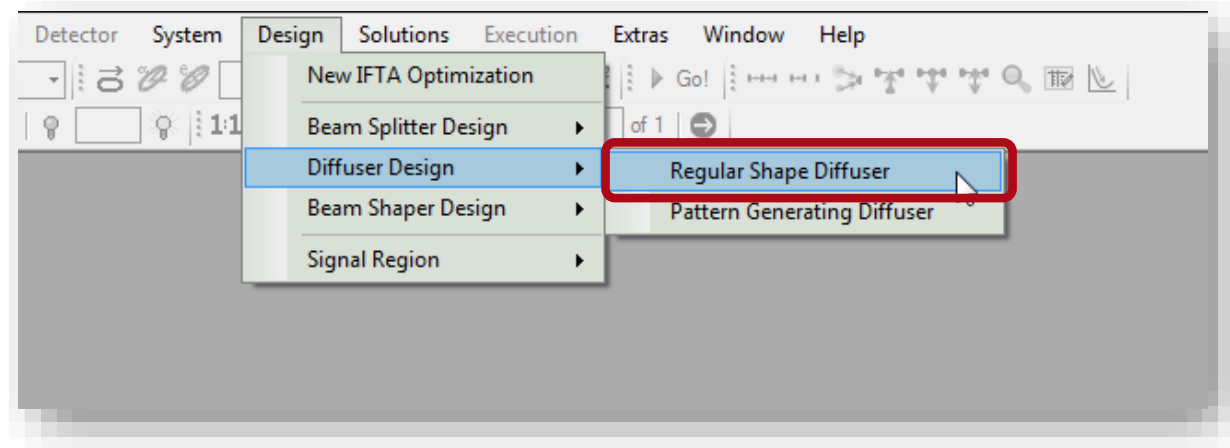 Detector System Design Solutions Execution Extras Window Help
New IFTA Optimization
Go!
1:1
Beam Splitter Design
of 1
Diffuser Design
Regular Shape Diffuser
Beam Shaper Design
Pattern Generating Diffuser
Signal Region